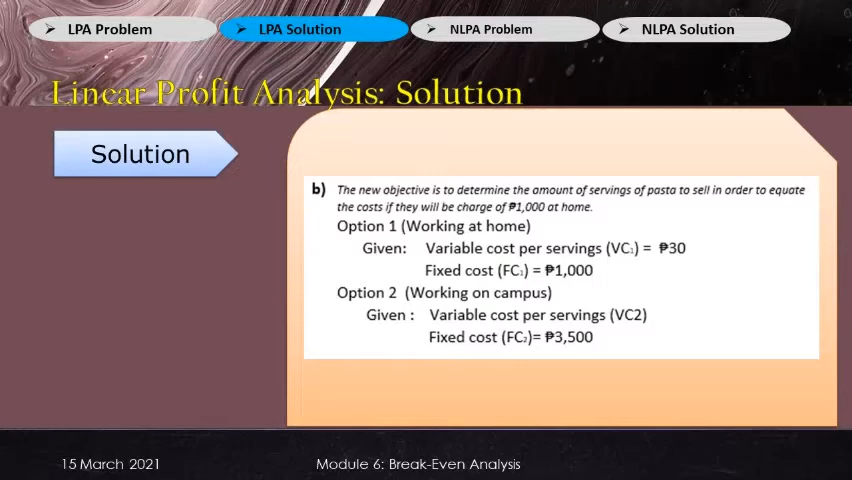 LPA Problem
LPA Solution
NLPA Problem
NLPA Solution
Linear Profit Analysis: Solution
Solution
b) The new objective is to determine the amount of servings of pasta to sell in order to equate
the costs if they will be charge of ₱1,000 at home.
Option 1 (Working at home)
Given: Variable cost per servings (VC₁) = ₱30
Fixed cost (FC₁) = ₱1,000
Option 2 (Working on campus)
Given : Variable cost per servings (VC2)
Fixed cost (FC₂)= ₱3,500
15 March 2021
Module 6: Break-Even Analysis